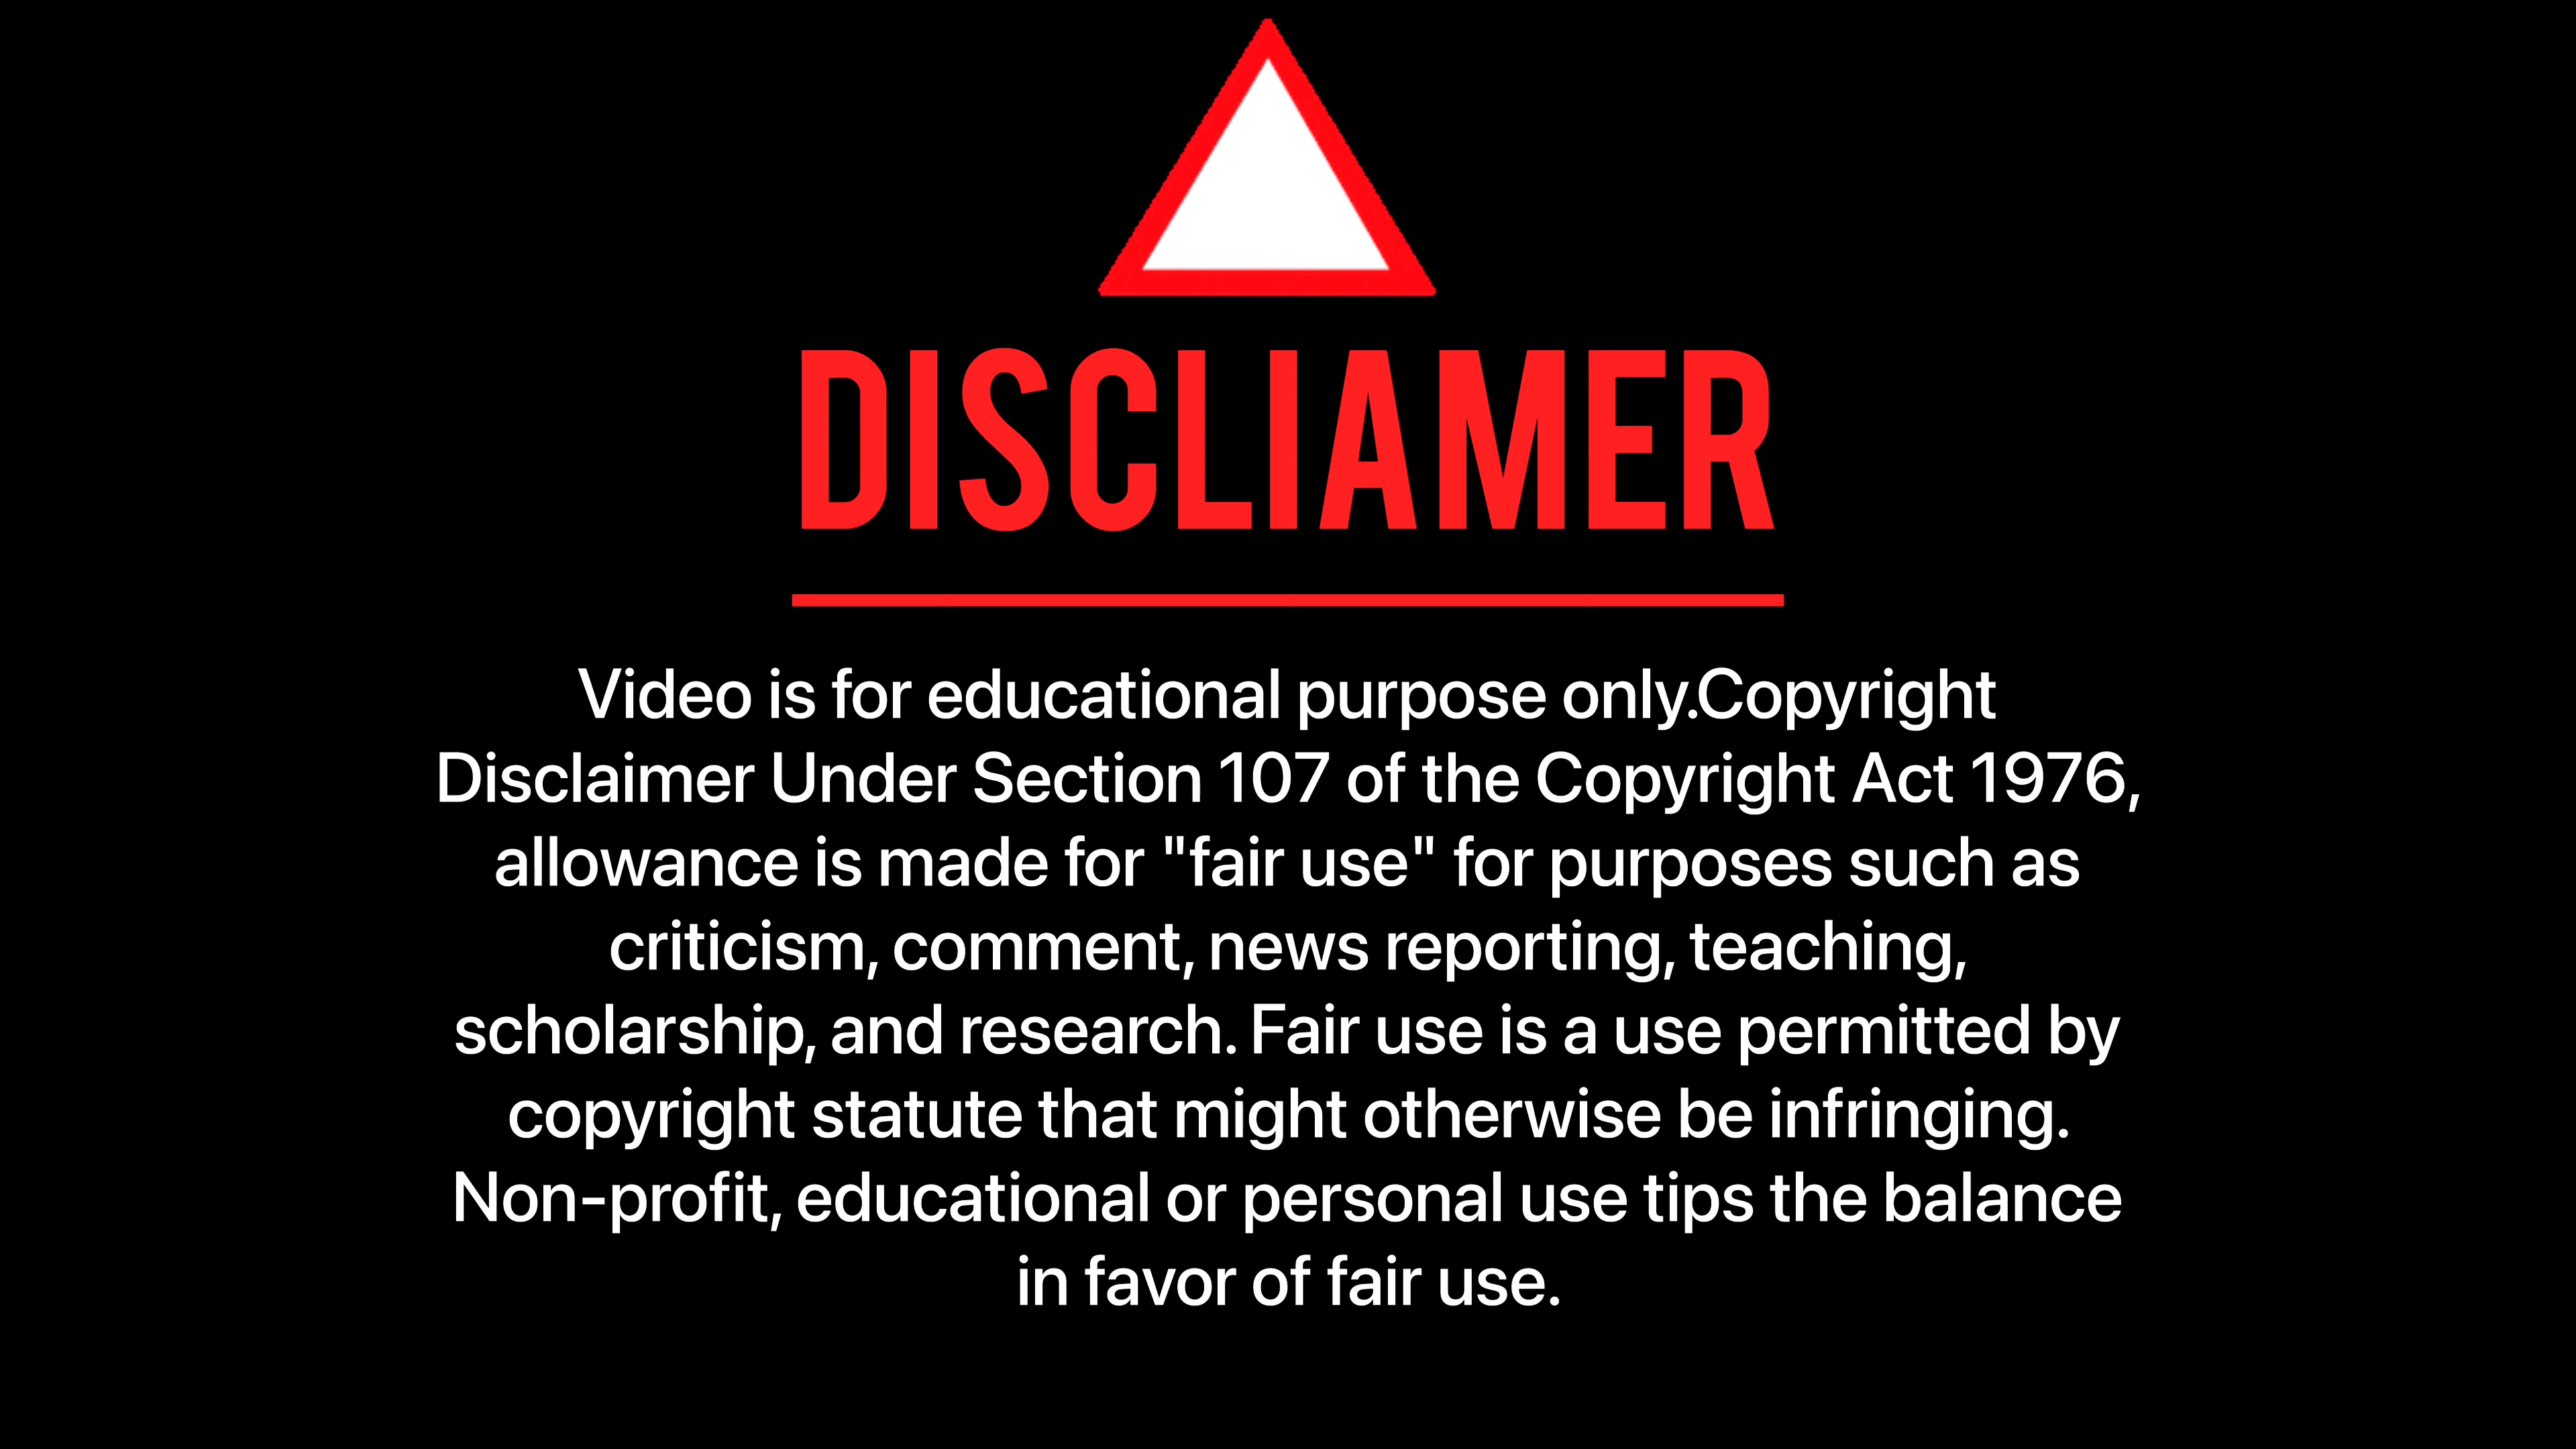 DISCLIAMER
Video is for educational purpose only.Copyright
Disclaimer Under Section 107 of the Copyright Act 1976,
allowance is made for "fair use" for purposes such as
criticism, comment, news reporting, teaching,
scholarship, and research. Fair use is a use permitted by
copyright statute that might otherwise be infringing.
Non-profit, educational or personal use tips the balance
in favor of fair use.